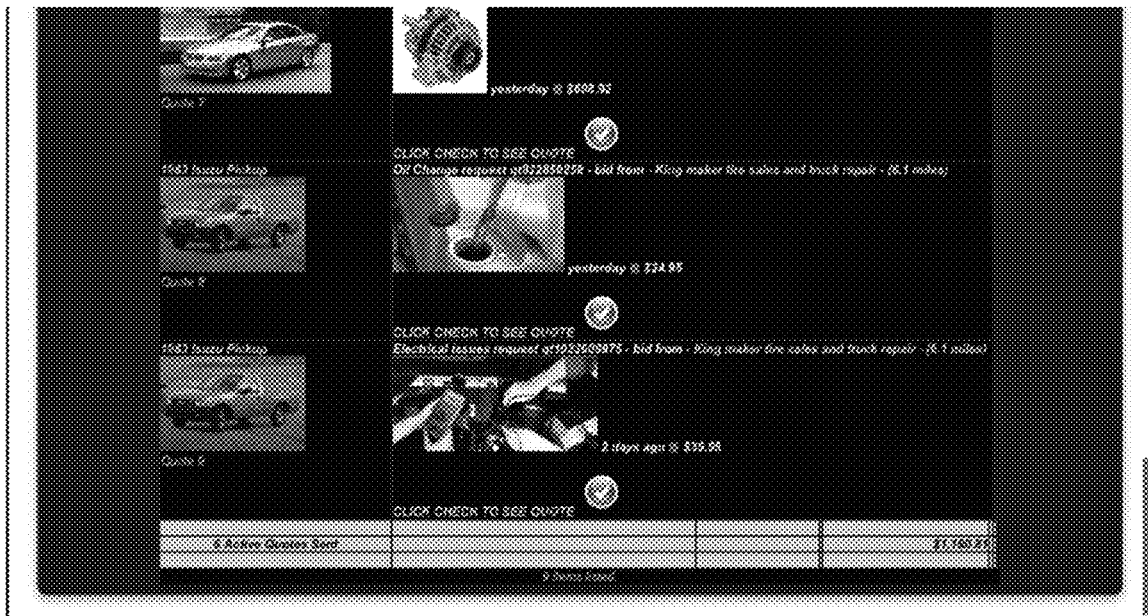 yesterday @ $608.92
Quote 7
CLICK CHECK TO SEE QUOTE
1983 Isuzu Pickup
Oil Change request - bid from - King maker tire sales and truck repair - (6.1 miles)
yesterday @ $24.95
Quote 8
CLICK CHECK TO SEE QUOTE
1983 Isuzu Pickup
Electrical Issues request - bid from - King maker tire sales and truck repair - (6.1 miles)
2 days ago @ $39.95
Quote 9
CLICK CHECK TO SEE QUOTE
6 Active Quotes Sent
9 items listed